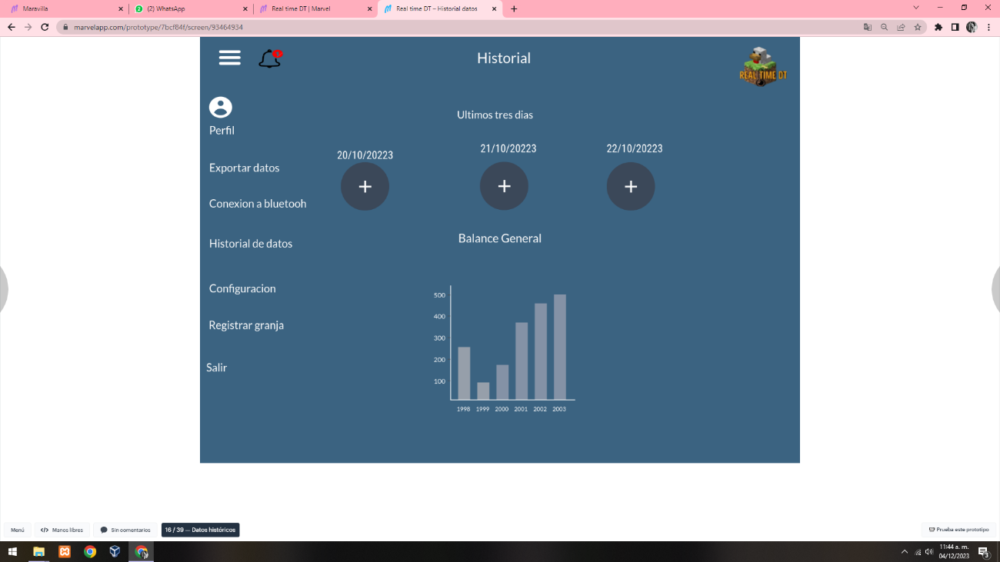 Maravilla
(2) WhatsApp
Real time DT | Marvel
Real time DT – Historial datos
marvelapp.com/prototype/7bcf84f/screen/93464934
Historial
REAL TIME DT
Perfil
Ultimos tres dias
20/10/20223
21/10/20223
22/10/20223
Exportar datos
Conexion a bluetooh
Balance General
Historial de datos
Configuracion
Registrar granja
Salir
500
400
300
200
100
1998 1999 2000 2001 2002 2003
Menú
Manos libres
Sin comentarios
16 / 39 — Datos históricos
Prueba este prototipo
11:44 a. m.
04/12/2023
3